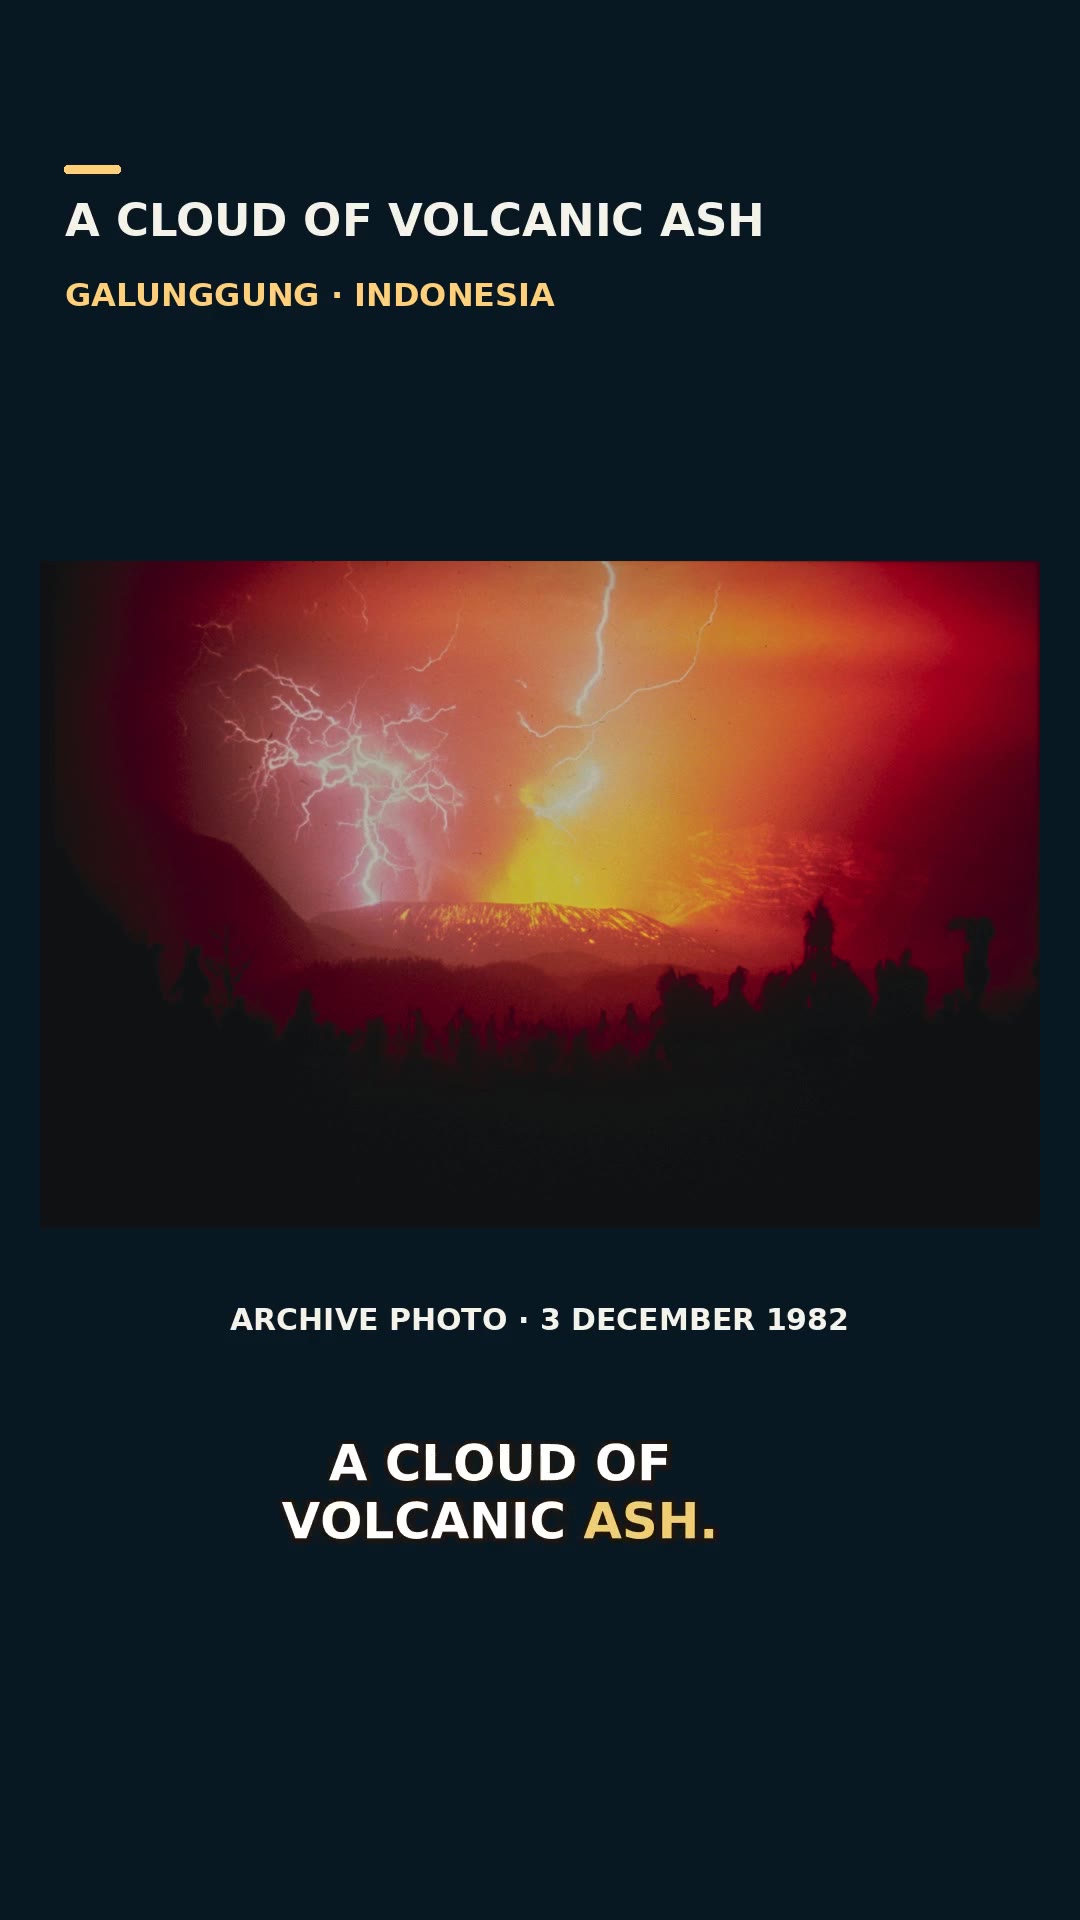 A CLOUD OF VOLCANIC ASH
GALUNGGUNG · INDONESIA
ARCHIVE PHOTO · 3 DECEMBER 1982
A CLOUD OF
VOLCANIC ASH.